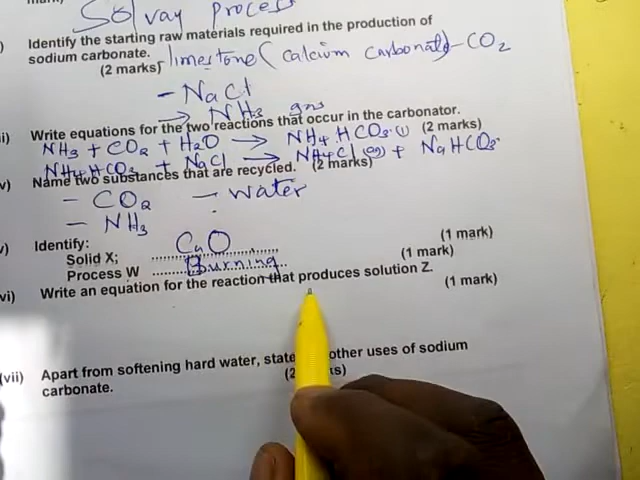 Solvay process
Identify the starting raw materials required in the production of
sodium carbonate. - limestone (calcium carbonate) - CO2
(2 marks)
- NaCl
→ NH3 gas
ii) Write equations for the two reactions that occur in the carbonator.
NH3 + CO2 + H2O → NH4HCO3 (l) (2 marks)
NH4HCO3 + NaCl → NH4Cl (aq) + NaHCO3.
v) Name two substances that are recycled. (2 marks)
- CO2 - water
- NH3
v) Identify:
Solid X; CaO (1 mark)
Process W Burning (1 mark)
vi) Write an equation for the reaction that produces solution Z.
(1 mark)
(vii) Apart from softening hard water, state other uses of sodium
carbonate.